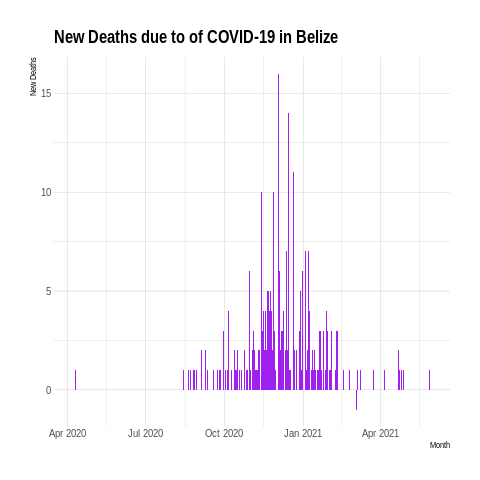 New Deaths due to of COVID-19 in Belize
New Deaths
15
10
5
0
Apr 2020 Jul 2020 Oct 2020 Jan 2021 Apr 2021
Month